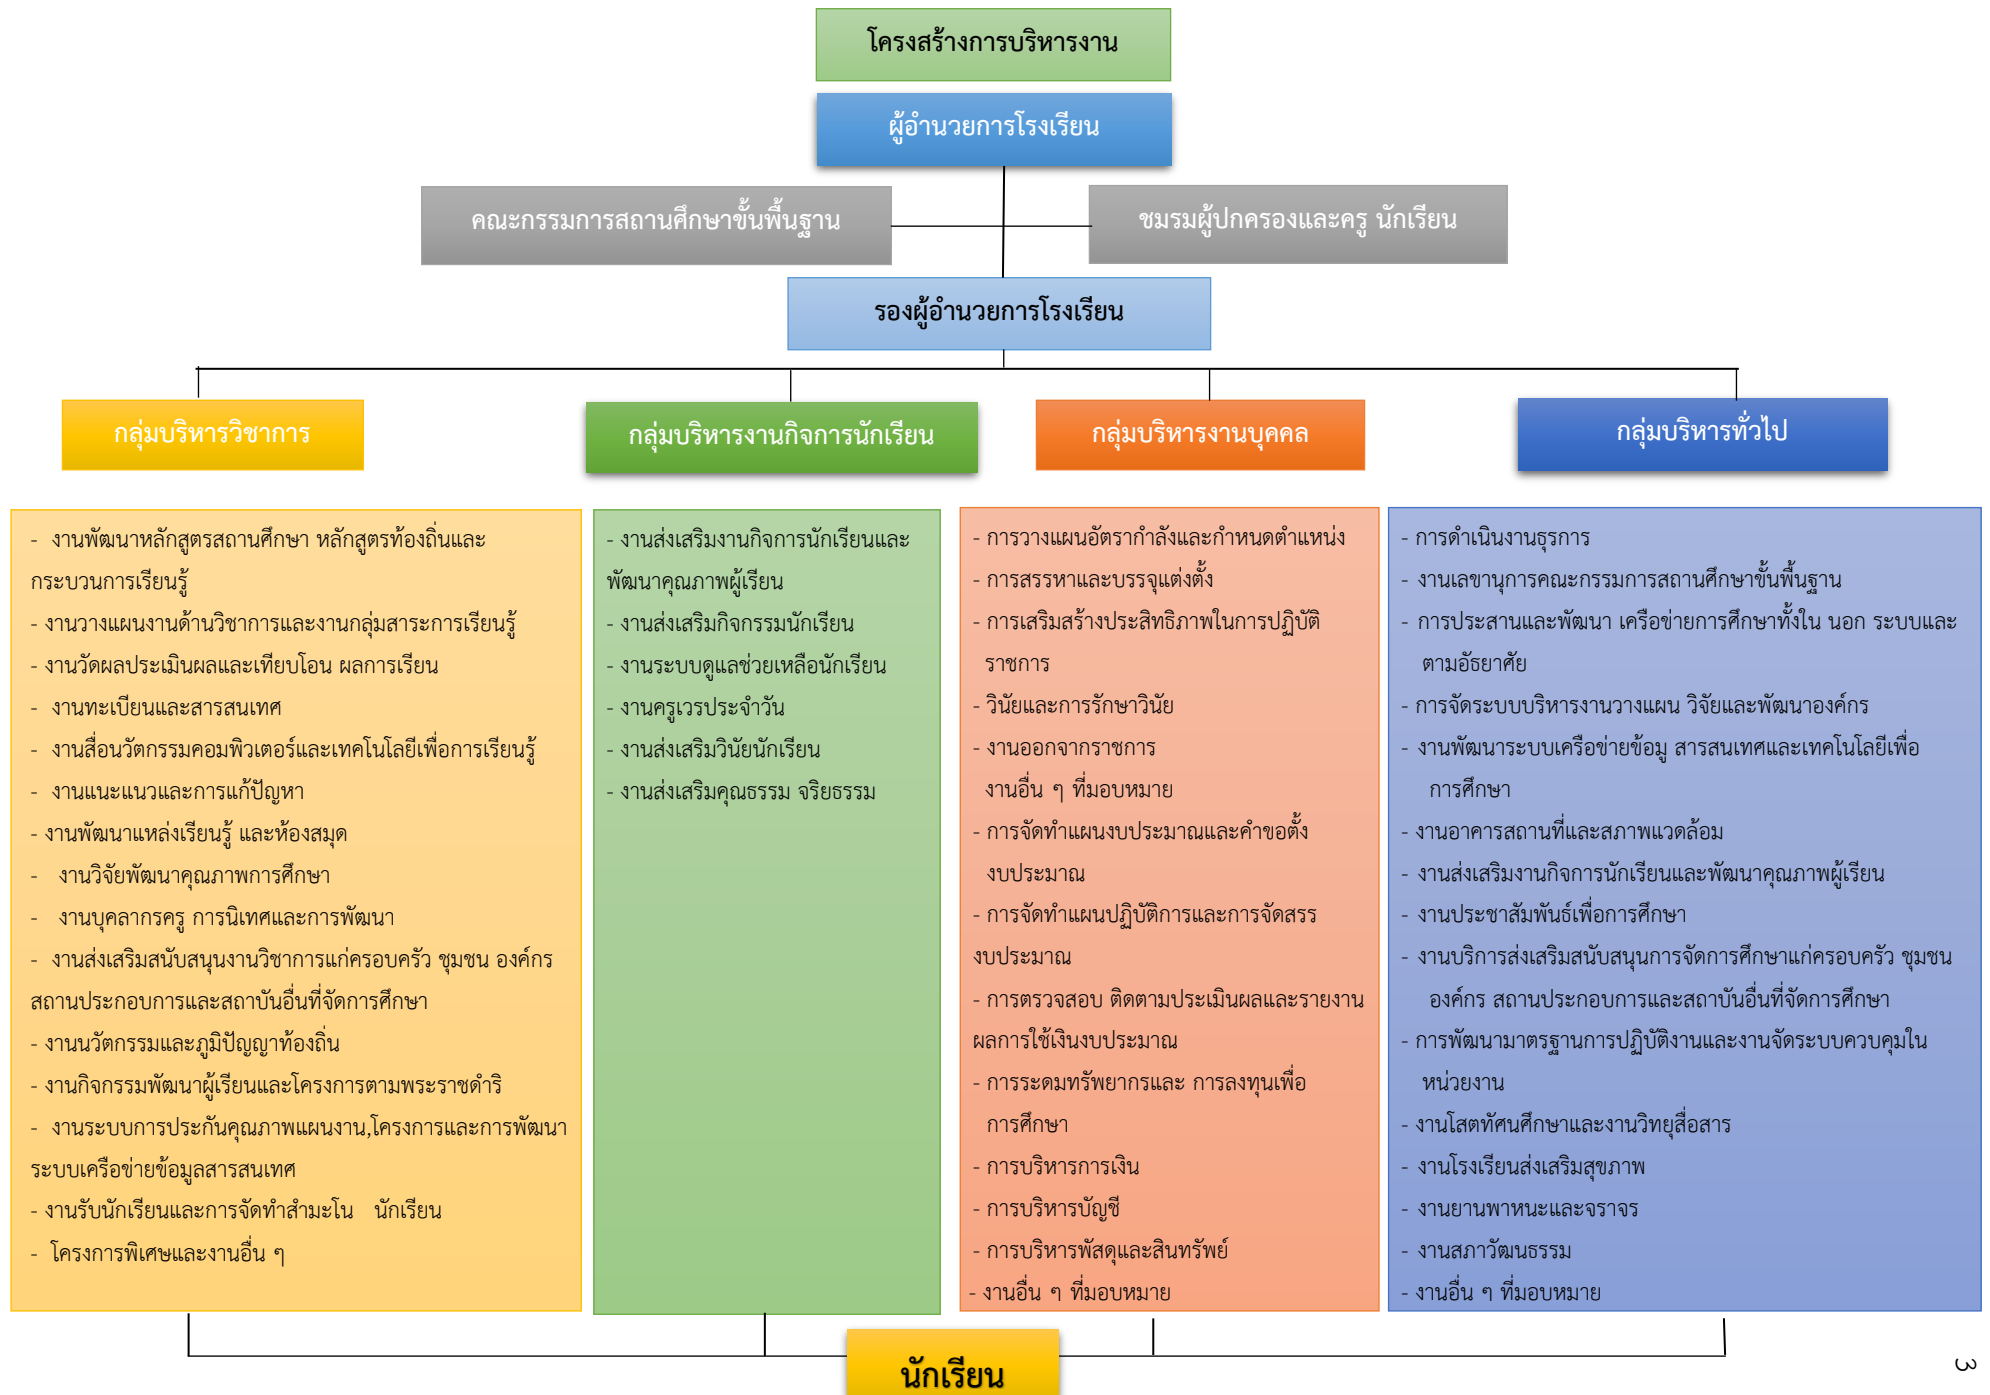 โครงสร้างการบริหารงาน
ผู้อำนวยการโรงเรียน
คณะกรรมการสถานศึกษาขั้นพื้นฐาน
ชมรมผู้ปกครองและครู นักเรียน
รองผู้อำนวยการโรงเรียน
กลุ่มบริหารวิชาการ
กลุ่มบริหารงานกิจการนักเรียน
กลุ่มบริหารงานบุคคล
กลุ่มบริหารทั่วไป
- งานพัฒนาหลักสูตรสถานศึกษา หลักสูตรท้องถิ่นและ
กระบวนการเรียนรู้
- งานวางแผนงานด้านวิชาการและงานกลุ่มสาระการเรียนรู้
- งานวัดผลประเมินผลและเทียบโอน ผลการเรียน
- งานทะเบียนและสารสนเทศ
- งานสื่อนวัตกรรมคอมพิวเตอร์และเทคโนโลยีเพื่อการเรียนรู้
- งานแนะแนวและการแก้ปัญหา
- งานพัฒนาแหล่งเรียนรู้ และห้องสมุด
- งานวิจัยพัฒนาคุณภาพการศึกษา
- งานบุคลากรครู การนิเทศและการพัฒนา
- งานส่งเสริมสนับสนุนงานวิชาการแก่ครอบครัว ชุมชน องค์กร
สถานประกอบการและสถาบันอื่นที่จัดการศึกษา
- งานนวัตกรรมและภูมิปัญญาท้องถิ่น
- งานกิจกรรมพัฒนาผู้เรียนและโครงการตามพระราชดำริ
- งานระบบการประกันคุณภาพแผนงาน,โครงการและการพัฒนา
ระบบเครือข่ายข้อมูลสารสนเทศ
- งานรับนักเรียนและการจัดทำสำมะโน นักเรียน
- โครงการพิเศษและงานอื่น ๆ
- งานส่งเสริมงานกิจการนักเรียนและ
พัฒนาคุณภาพผู้เรียน
- งานส่งเสริมกิจกรรมนักเรียน
- งานระบบดูแลช่วยเหลือนักเรียน
- งานครูเวรประจำวัน
- งานส่งเสริมวินัยนักเรียน
- งานส่งเสริมคุณธรรม จริยธรรม
- การวางแผนอัตรากำลังและกำหนดตำแหน่ง
- การสรรหาและบรรจุแต่งตั้ง
- การเสริมสร้างประสิทธิภาพในการปฏิบัติ
ราชการ
- วินัยและการรักษาวินัย
- งานออกจากราชการ
งานอื่น ๆ ที่มอบหมาย
- การจัดทำแผนงบประมาณและคำขอตั้ง
งบประมาณ
- การจัดทำแผนปฏิบัติการและการจัดสรร
งบประมาณ
- การตรวจสอบ ติดตามประเมินผลและรายงาน
ผลการใช้เงินงบประมาณ
- การระดมทรัพยากรและ การลงทุนเพื่อ
การศึกษา
- การบริหารการเงิน
- การบริหารบัญชี
- การบริหารพัสดุและสินทรัพย์
- งานอื่น ๆ ที่มอบหมาย
- การดำเนินงานธุรการ
- งานเลขานุการคณะกรรมการสถานศึกษาขั้นพื้นฐาน
- การประสานและพัฒนา เครือข่ายการศึกษาทั้งใน นอก ระบบและ
ตามอัธยาศัย
- การจัดระบบบริหารงานวางแผน วิจัยและพัฒนาองค์กร
- งานพัฒนาระบบเครือข่ายข้อมู สารสนเทศและเทคโนโลยีเพื่อ
การศึกษา
- งานอาคารสถานที่และสภาพแวดล้อม
- งานส่งเสริมงานกิจการนักเรียนและพัฒนาคุณภาพผู้เรียน
- งานประชาสัมพันธ์เพื่อการศึกษา
- งานบริการส่งเสริมสนับสนุนการจัดการศึกษาแก่ครอบครัว ชุมชน
องค์กร สถานประกอบการและสถาบันอื่นที่จัดการศึกษา
- การพัฒนามาตรฐานการปฏิบัติงานและงานจัดระบบควบคุมใน
หน่วยงาน
- งานโสตทัศนศึกษาและงานวิทยุสื่อสาร
- งานโรงเรียนส่งเสริมสุขภาพ
- งานยานพาหนะและจราจร
- งานสภาวัฒนธรรม
- งานอื่น ๆ ที่มอบหมาย
นักเรียน
3